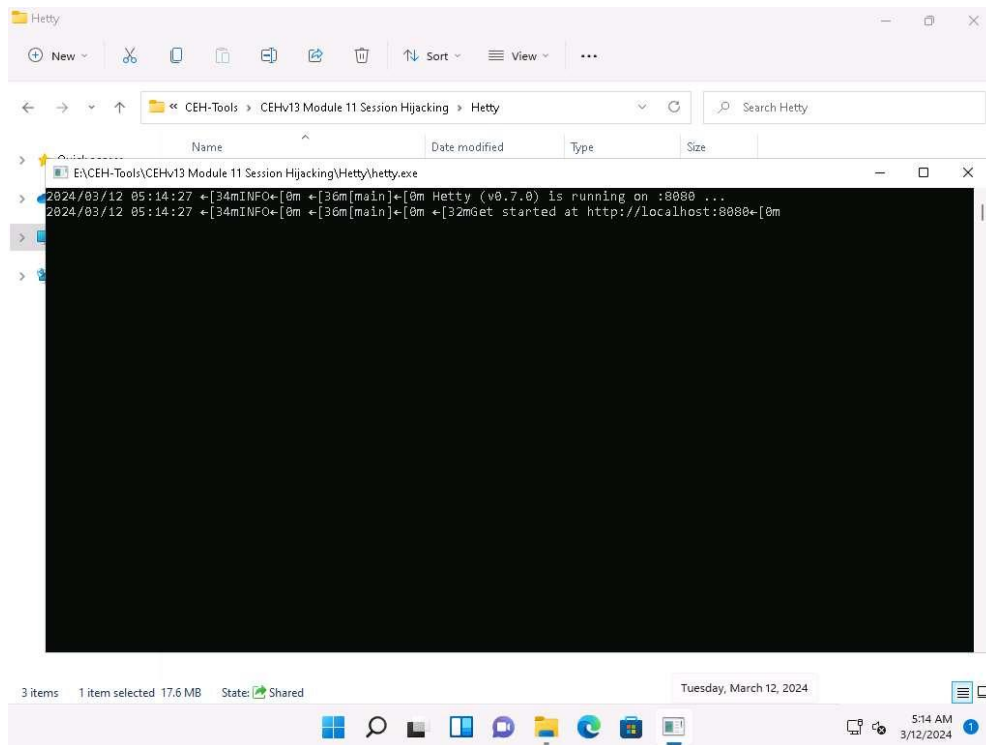 Hetty
New
Sort
View
CEH-Tools > CEHv13 Module 11 Session Hijacking > Hetty
Search Hetty
Name Date modified Type Size
E:\CEH-Tools\CEHv13 Module 11 Session Hijacking\Hetty\hetty.exe
2024/03/12 05:14:27 ←[34mINFO←[0m ←[36m[main]←[0m Hetty (v0.7.0) is running on :8080 ...
2024/03/12 05:14:27 ←[34mINFO←[0m ←[36m[main]←[0m ←[32mGet started at http://localhost:8080←[0m
3 items 1 item selected 17.6 MB State: Shared
Tuesday, March 12, 2024
5:14 AM
3/12/2024
1